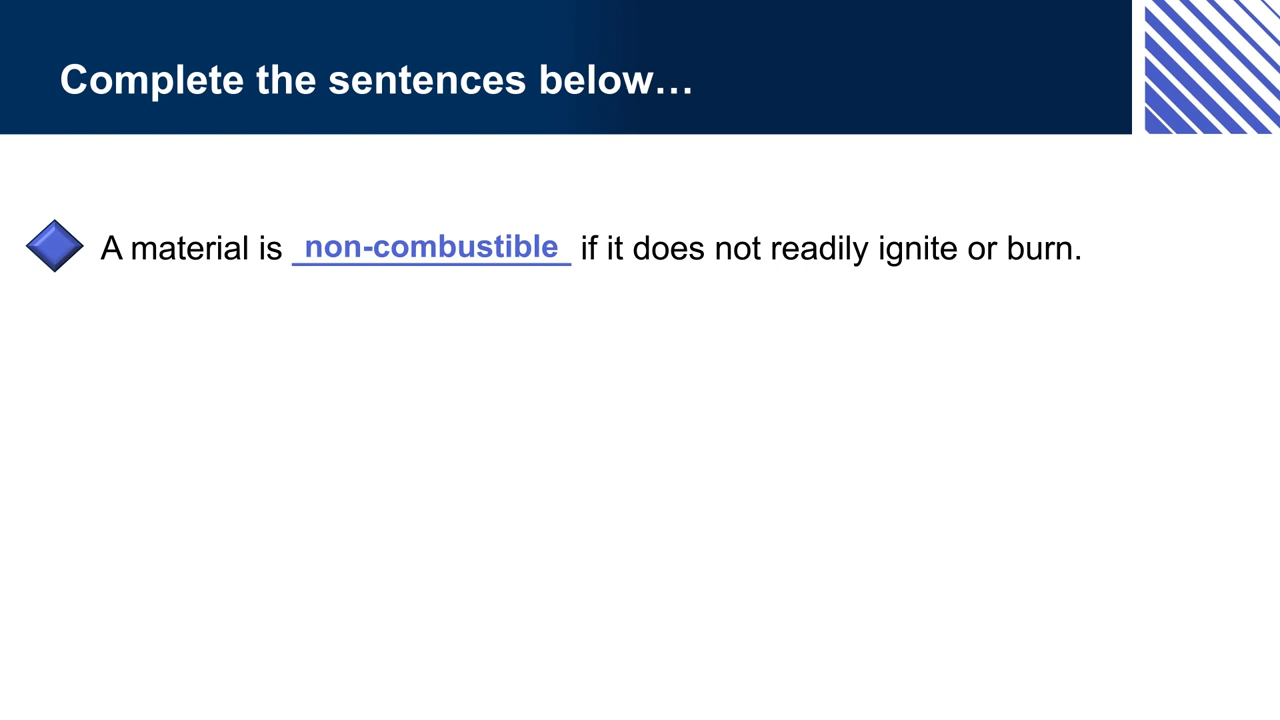 Complete the sentences below…
A material is non-combustible if it does not readily ignite or burn.